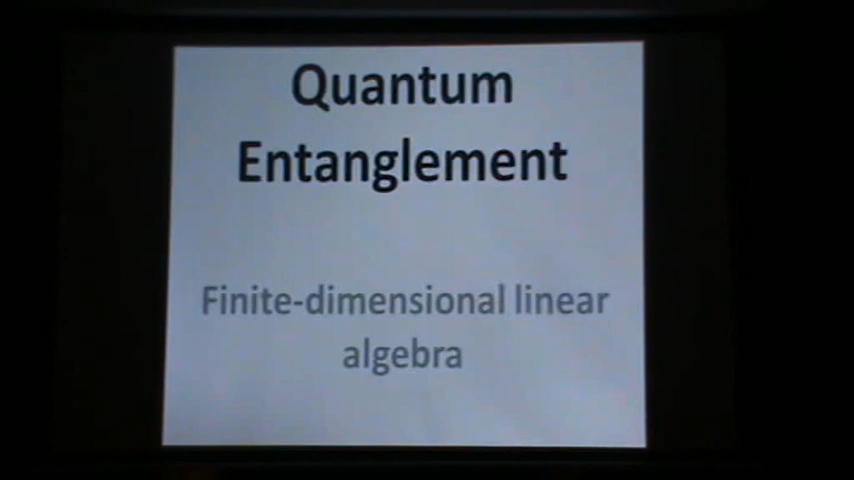 Quantum
Entanglement
Finite-dimensional linear
algebra